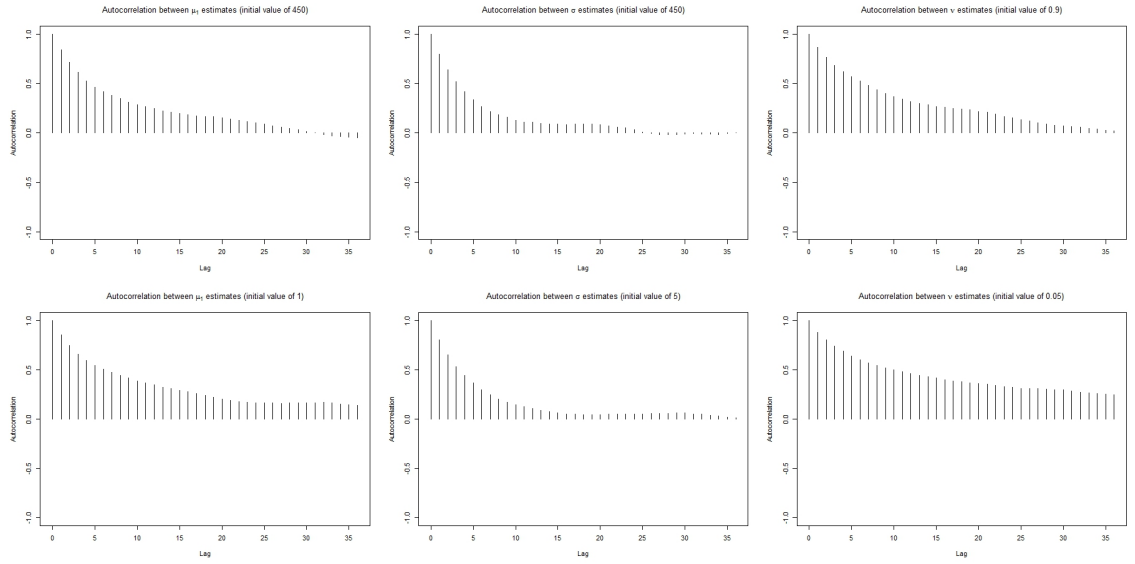 Autocorrelation between μ₁ estimates (initial value of 450)
1.0
0.5
0.0
-0.5
-1.0
Autocorrelation
0 5 10 15 20 25 30 35
Lag
Autocorrelation between σ estimates (initial value of 450)
1.0
0.5
0.0
-0.5
-1.0
Autocorrelation
0 5 10 15 20 25 30 35
Lag
Autocorrelation between ν estimates (initial value of 0.9)
1.0
0.5
0.0
-0.5
-1.0
Autocorrelation
0 5 10 15 20 25 30 35
Lag
Autocorrelation between μ₁ estimates (initial value of 1)
1.0
0.5
0.0
-0.5
-1.0
Autocorrelation
0 5 10 15 20 25 30 35
Lag
Autocorrelation between σ estimates (initial value of 5)
1.0
0.5
0.0
-0.5
-1.0
Autocorrelation
0 5 10 15 20 25 30 35
Lag
Autocorrelation between ν estimates (initial value of 0.05)
1.0
0.5
0.0
-0.5
-1.0
Autocorrelation
0 5 10 15 20 25 30 35
Lag